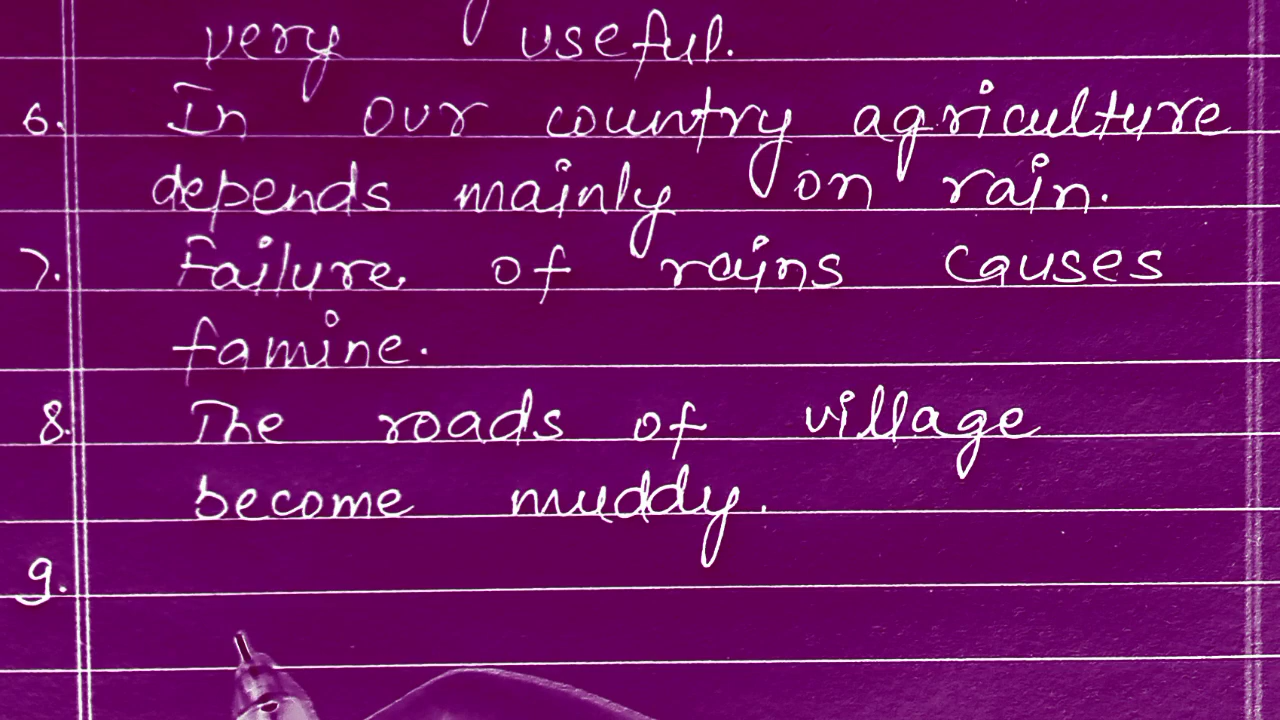 very useful.
6. In our country agriculture
depends mainly on rain.
7. Failure of rains causes
famine.
8. The roads of village
become muddy.
9.